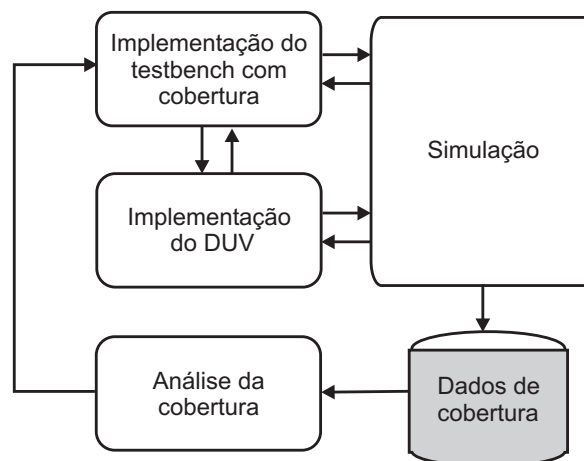 Implementação do
testbench com
cobertura
Simulação
Implementação
do DUV
Análise da
cobertura
Dados de
cobertura